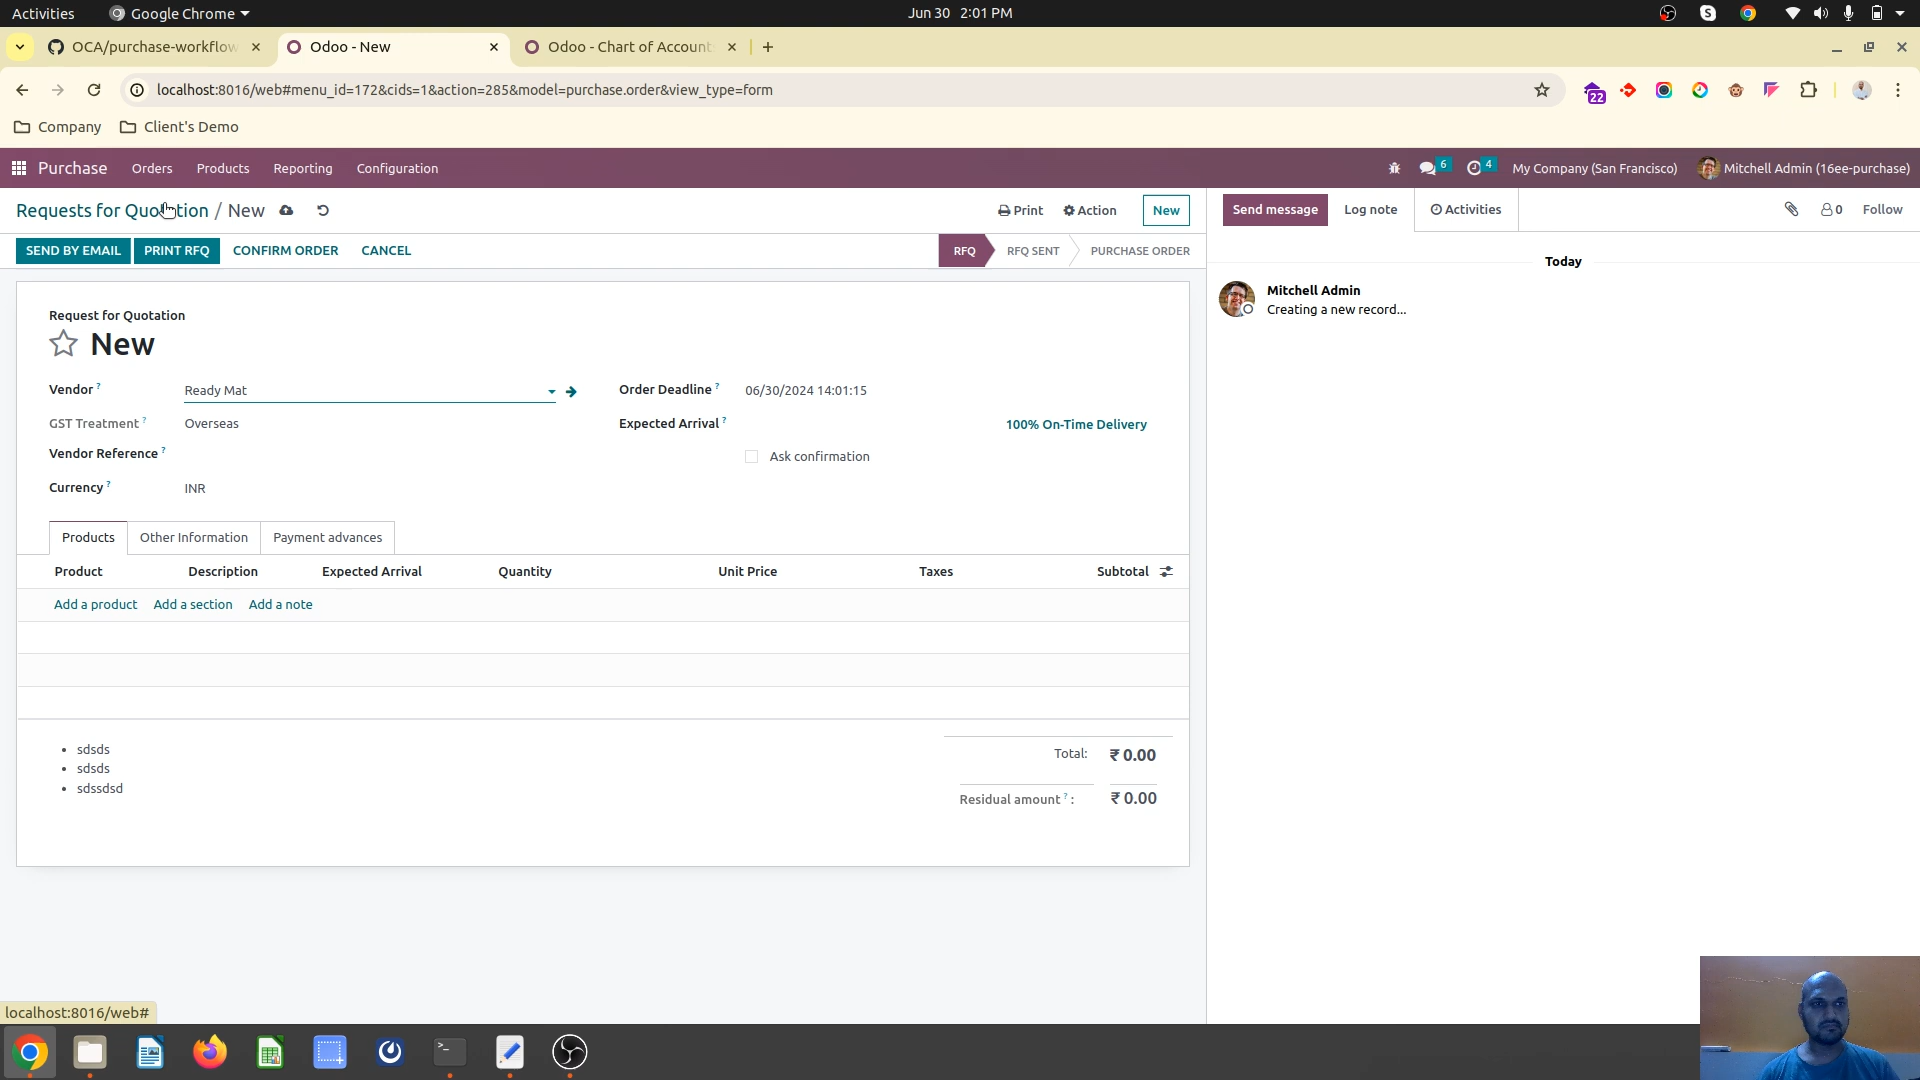 Activities Google Chrome Jun 30 2:01 PM
OCA/purchase-workflow Odoo - New Odoo - Chart of Account
localhost:8016/web#menu_id=172&cids=1&action=285&model=purchase.order&view_type=form 22
Company Client's Demo
Purchase Orders Products Reporting Configuration 6 4 My Company (San Francisco) Mitchell Admin (16ee-purchase)
Requests for Quotation / New Print Action New Send message Log note Activities 0 Follow
SEND BY EMAIL PRINT RFQ CONFIRM ORDER CANCEL RFQ RFQ SENT PURCHASE ORDER
Today
Mitchell Admin
Creating a new record...
Request for Quotation
New
Vendor ? Ready Mat Order Deadline ? 06/30/2024 14:01:15
GST Treatment ? Overseas Expected Arrival ? 100% On-Time Delivery
Vendor Reference ? Ask confirmation
Currency ? INR
Products Other Information Payment advances
Product Description Expected Arrival Quantity Unit Price Taxes Subtotal
Add a product Add a section Add a note
• sdsds
• sdsds
• sdssdsd
Total: ₹ 0.00
Residual amount ? : ₹ 0.00
localhost:8016/web#